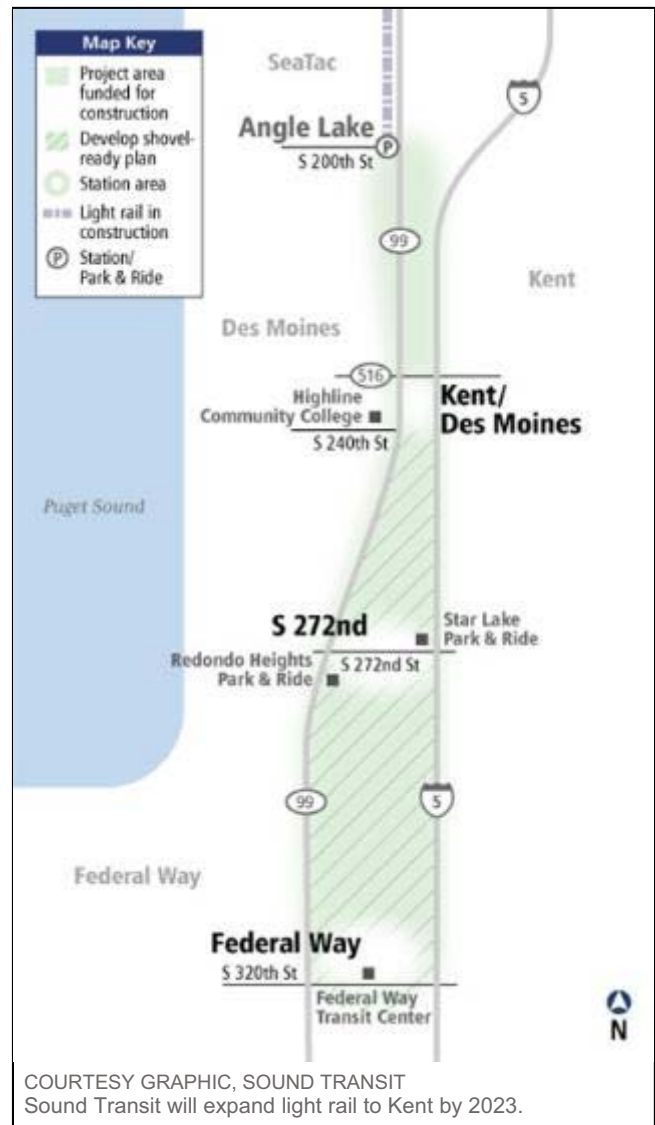 Map Key
Project area
funded for
construction
Develop shovel-
ready plan
Station area
Light rail in
construction
P
Station/
Park & Ride
SeaTac
5
Angle Lake
P
S 200th St
99
Kent
Des Moines
516
Highline
Community College
Kent/
Des Moines
S 240th St
Puget Sound
S 272nd
Star Lake
Park & Ride
Redondo Heights
Park & Ride
S 272nd St
99
5
Federal Way
Federal Way
S 320th St
Federal Way
Transit Center
N
COURTESY GRAPHIC, SOUND TRANSIT
Sound Transit will expand light rail to Kent by 2023.